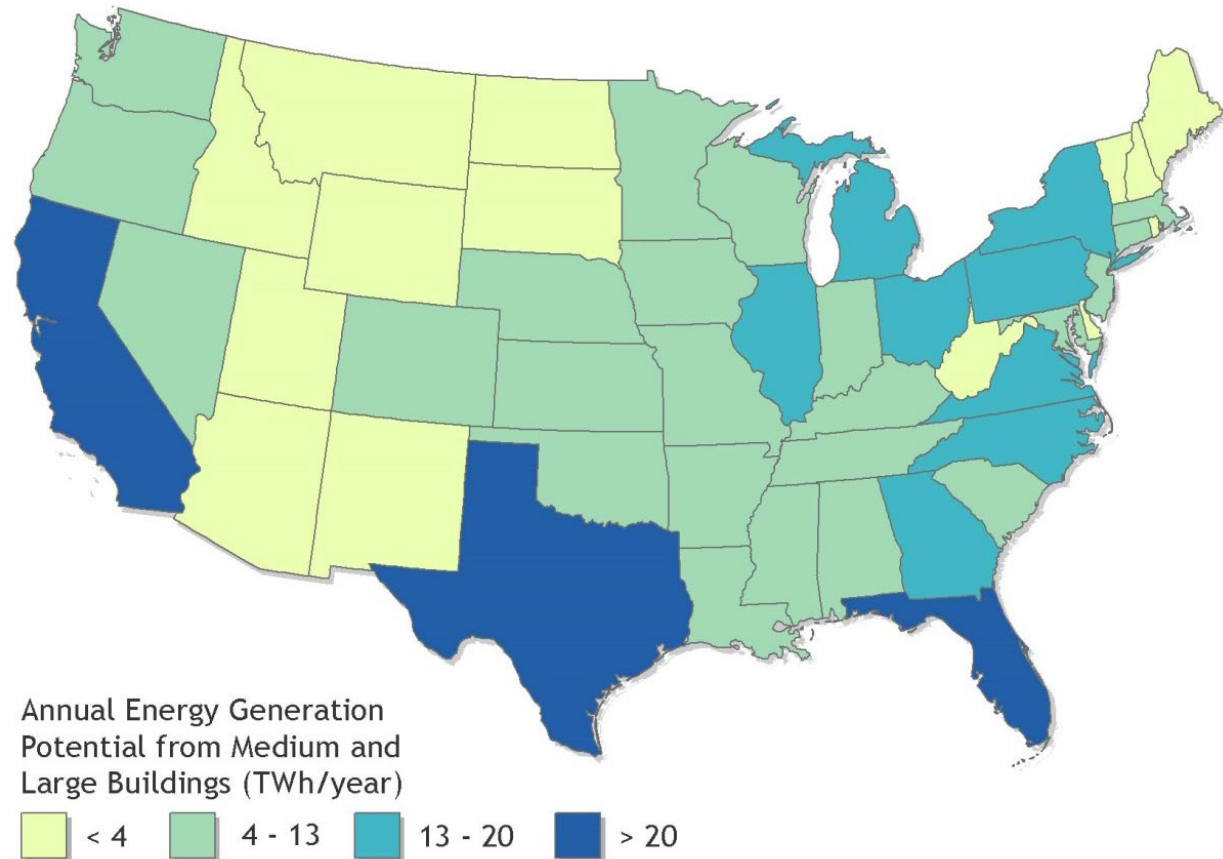 Annual Energy Generation
Potential from Medium and
Large Buildings (TWh/year)
< 4 4 - 13 13 - 20 > 20